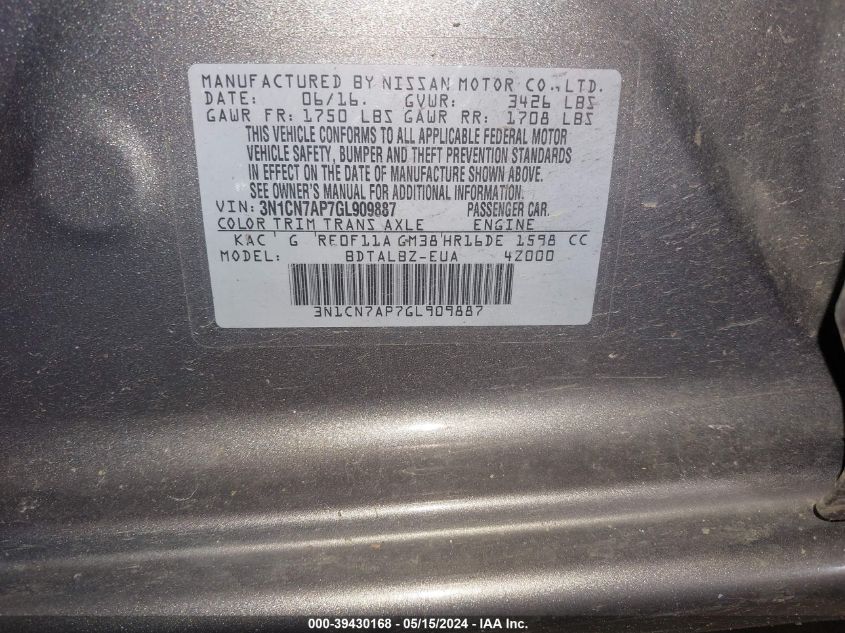 MANUFACTURED BY NISSAN MOTOR CO., LTD.
DATE: 06/16. GVWR: 3426 LBS
GAWR FR: 1750 LBS GAWR RR: 1708 LBS
THIS VEHICLE CONFORMS TO ALL APPLICABLE FEDERAL MOTOR
VEHICLE SAFETY, BUMPER AND THEFT PREVENTION STANDARDS
IN EFFECT ON THE DATE OF MANUFACTURE SHOWN ABOVE.
SEE OWNER'S MANUAL FOR ADDITIONAL INFORMATION.
VIN: 3N1CN7AP7GL909887 PASSENGER CAR.
COLOR TRIM TRANS AXLE ENGINE
KAC G RE0F11A GM38 HR16DE 1598 CC
MODEL: BDTALBZ-EUA 4Z000
3N1CN7AP7GL909887
000-39430168 - 05/15/2024 - IAA Inc.